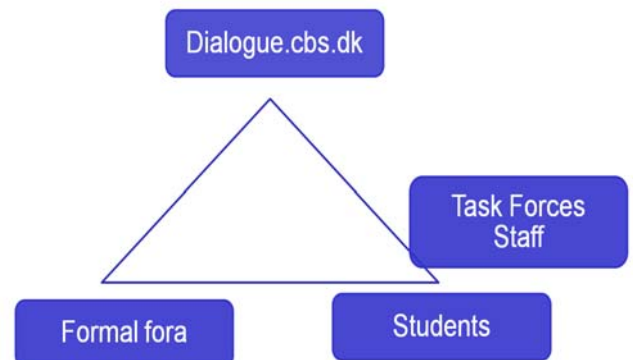 Dialogue.cbs.dk
Task Forces
Staff
Formal fora
Students